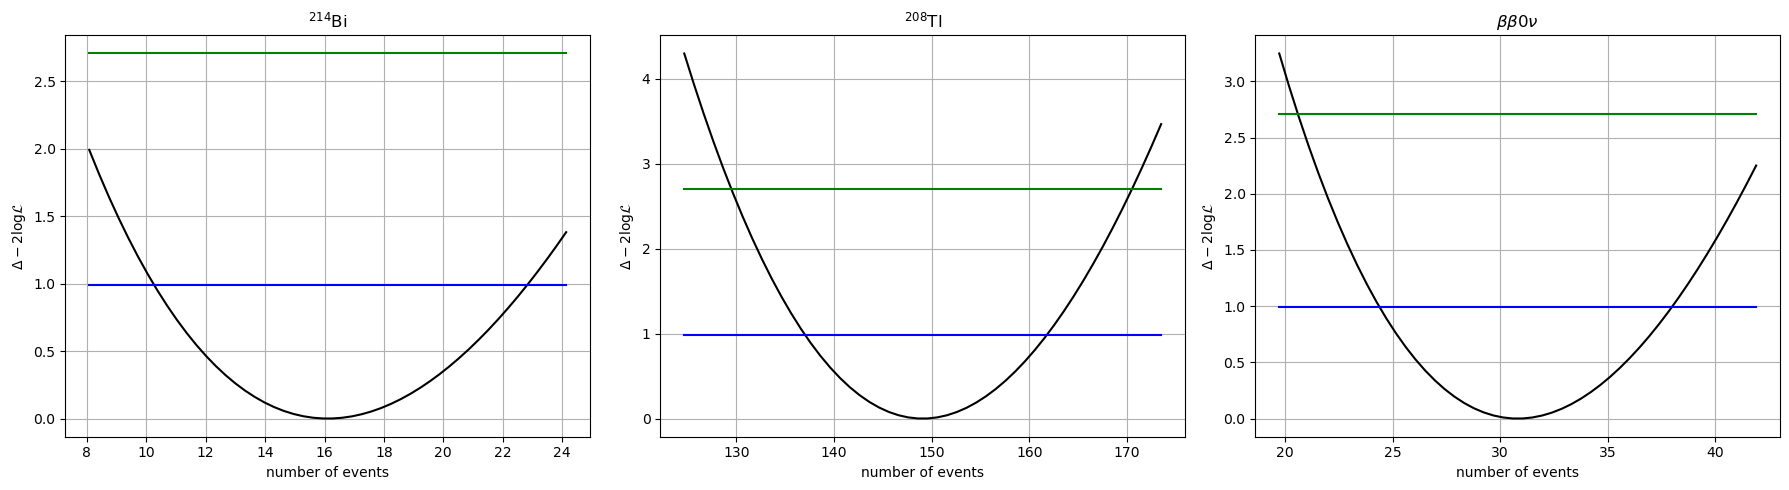 ²¹⁴Bi
2.5
2.0
1.5
1.0
0.5
0.0
8 10 12 14 16 18 20 22 24
number of events
Δ − 2logℒ
²⁰⁸Tl
4
3
2
1
0
130 140 150 160 170
number of events
Δ − 2logℒ
ββ0ν
3.0
2.5
2.0
1.5
1.0
0.5
0.0
20 25 30 35 40
number of events
Δ − 2logℒ